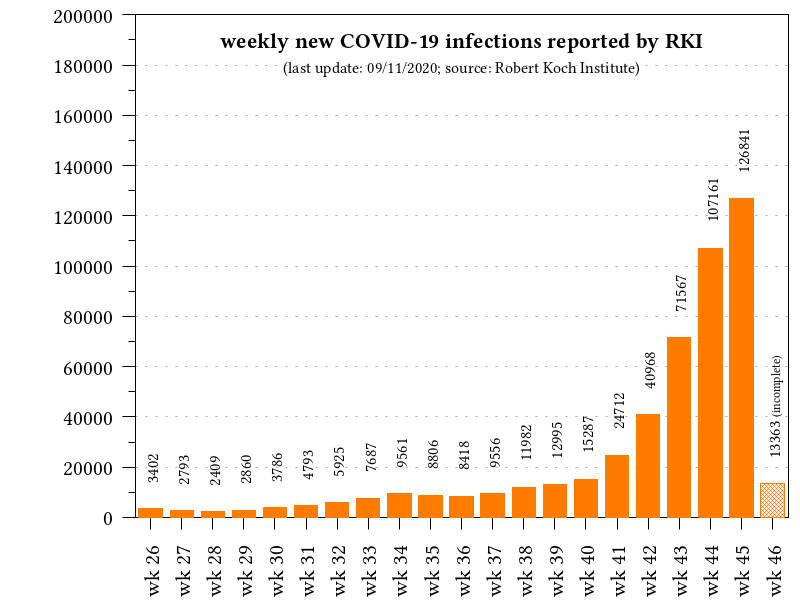 weekly new COVID-19 infections reported by RKI
(last update: 09/11/2020; source: Robert Koch Institute)
200000
180000
160000
140000
120000
100000
80000
60000
40000
20000
0
3402
2793
2409
2860
3786
4793
5925
7687
9561
8806
8418
9556
11982
12995
15287
24712
40968
71567
107161
126841
13363 (incomplete)
wk 26
wk 27
wk 28
wk 29
wk 30
wk 31
wk 32
wk 33
wk 34
wk 35
wk 36
wk 37
wk 38
wk 39
wk 40
wk 41
wk 42
wk 43
wk 44
wk 45
wk 46